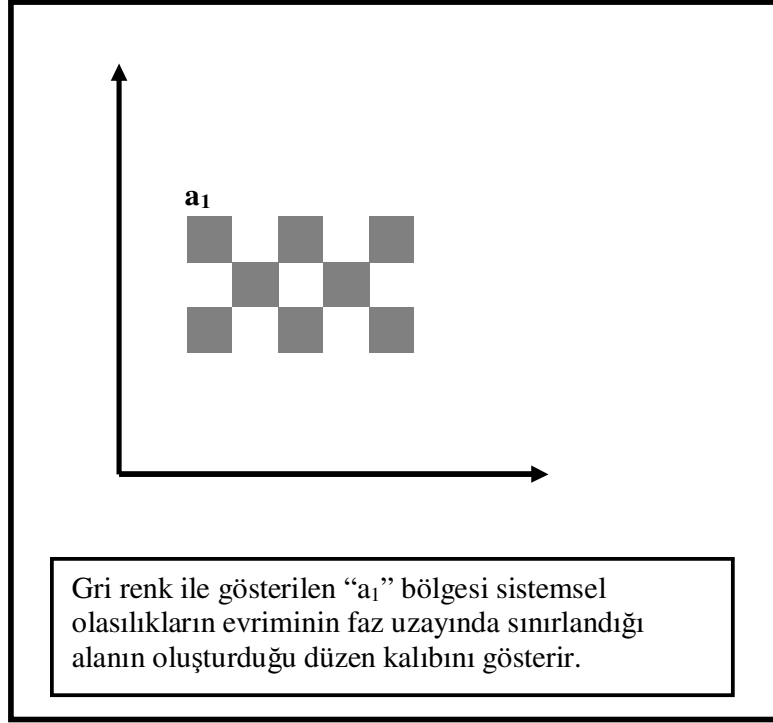 a₁
Gri renk ile gösterilen “a₁” bölgesi sistemsel
olasılıkların evriminin faz uzayında sınırlandığı
alanın oluşturduğu düzen kalıbını gösterir.